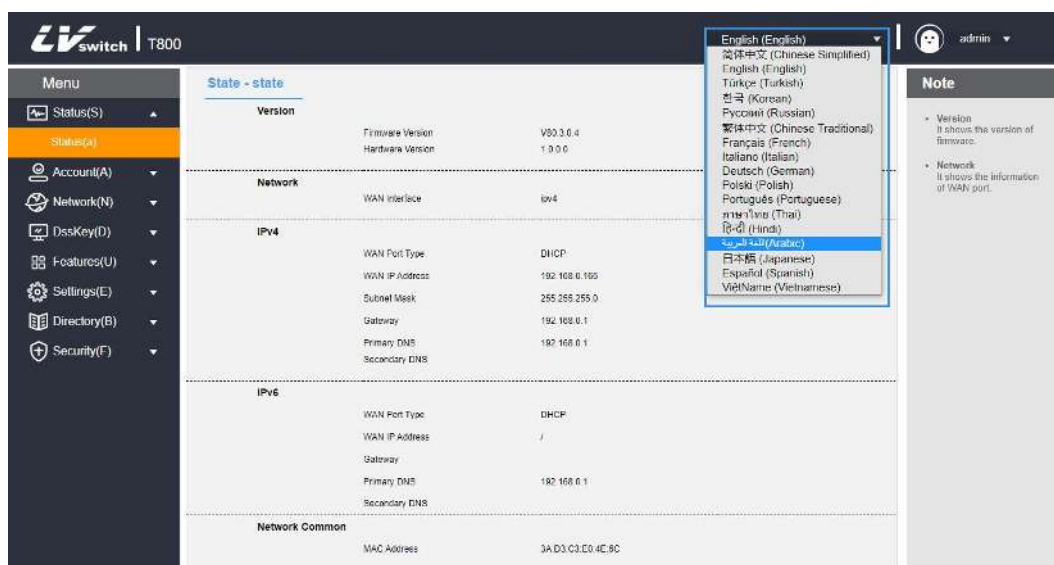 LVswitch T800
English (English)
admin
简体中文 (Chinese Simplified)
English (English)
Türkçe (Turkish)
한국 (Korean)
Русский (Russian)
繁体中文 (Chinese Traditional)
Français (French)
Italiano (Italian)
Deutsch (German)
Polski (Polish)
Português (Portuguese)
ภาษาไทย (Thai)
हिन्दी (Hindi)
(Arabic)
日本語 (Japanese)
Español (Spanish)
ViệtName (Vietnamese)
Menu
Status(S)
Status(a)
Account(A)
Network(N)
DssKey(D)
Features(U)
Settings(E)
Directory(B)
Security(F)
State - state
Version
Firmware Version V80.3.0.4
Hardware Version 1.0.0.0
Network
WAN Interface ipv4
IPv4
WAN Port Type DHCP
WAN IP Address 192.168.0.165
Subnet Mask 255.255.255.0
Gateway 192.168.0.1
Primary DNS 192.168.0.1
Secondary DNS
IPv6
WAN Port Type DHCP
WAN IP Address /
Gateway
Primary DNS 192.168.0.1
Secondary DNS
Network Common
MAC Address 3A:D3:C3:E0:4E:6C
Note
Version
It shows the version of
firmware.
Network
It shows the information
of WAN port.